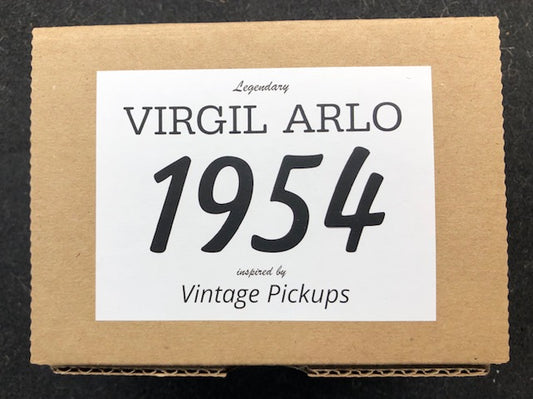 Legendary
VIRGIL ARLO
1954
inspired by
Vintage Pickups